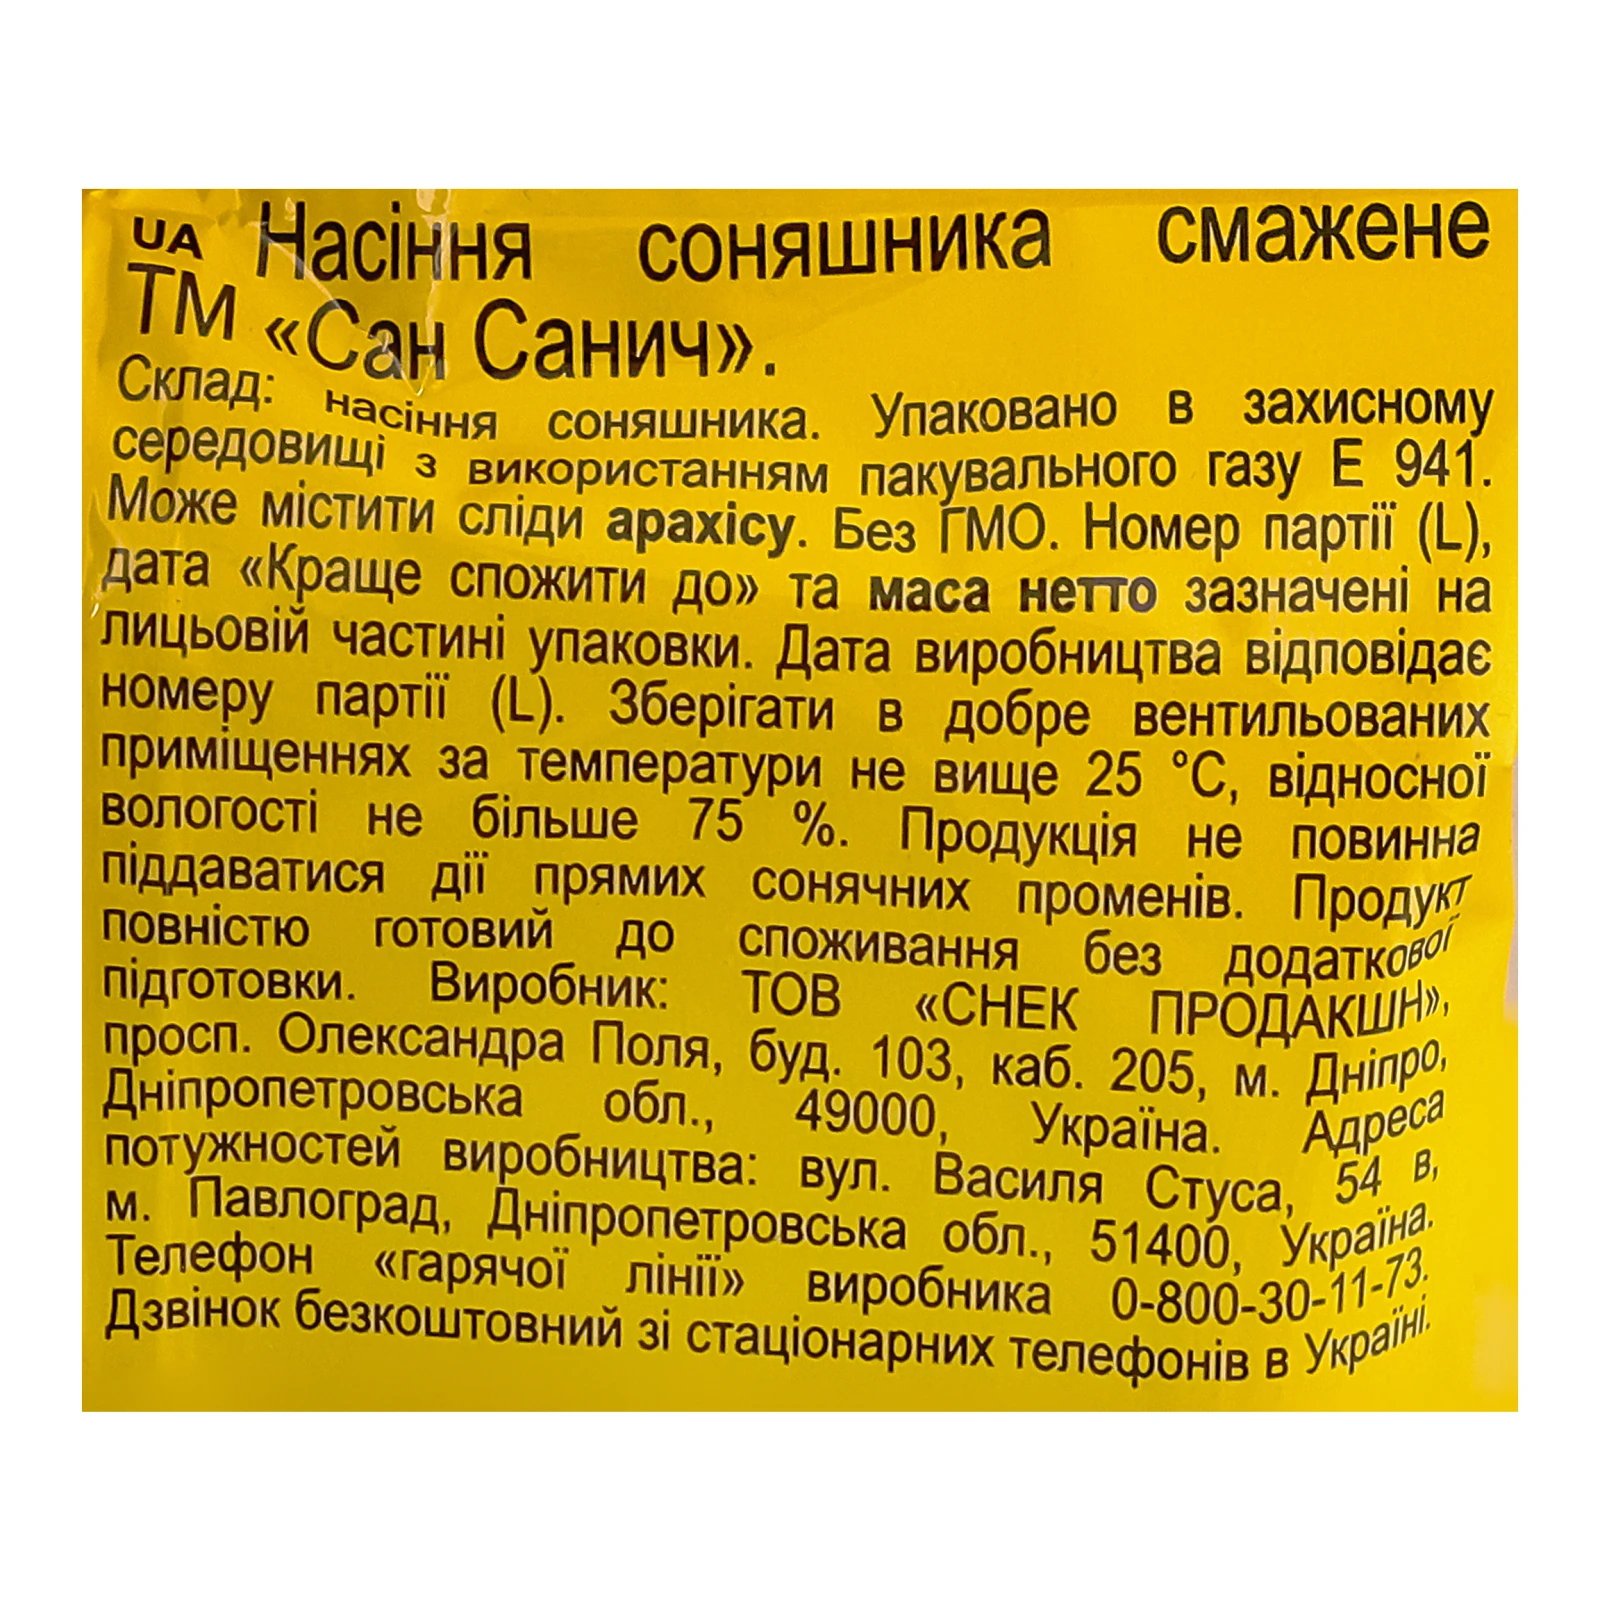 UA Насіння соняшника смажене
ТМ «Сан Санич».
Склад: насіння соняшника. Упаковано в захисному
середовищі з використанням пакувального газу Е 941.
Може містити сліди арахісу. Без ГМО. Номер партії (L),
дата «Краще спожити до» та маса нетто зазначені на
лицьовій частині упаковки. Дата виробництва відповідає
номеру партії (L). Зберігати в добре вентильованих
приміщеннях за температури не вище 25 °С, відносної
вологості не більше 75 %. Продукція не повинна
піддаватися дії прямих сонячних променів. Продукт
повністю готовий до споживання без додаткової
підготовки. Виробник: ТОВ «СНЕК ПРОДАКШН»,
просп. Олександра Поля, буд. 103, каб. 205, м. Дніпро,
Дніпропетровська обл., 49000, Україна. Адреса
потужностей виробництва: вул. Василя Стуса, 54 в,
м. Павлоград, Дніпропетровська обл., 51400, Україна.
Телефон «гарячої лінії» виробника 0-800-30-11-73.
Дзвінок безкоштовний зі стаціонарних телефонів в Україні.